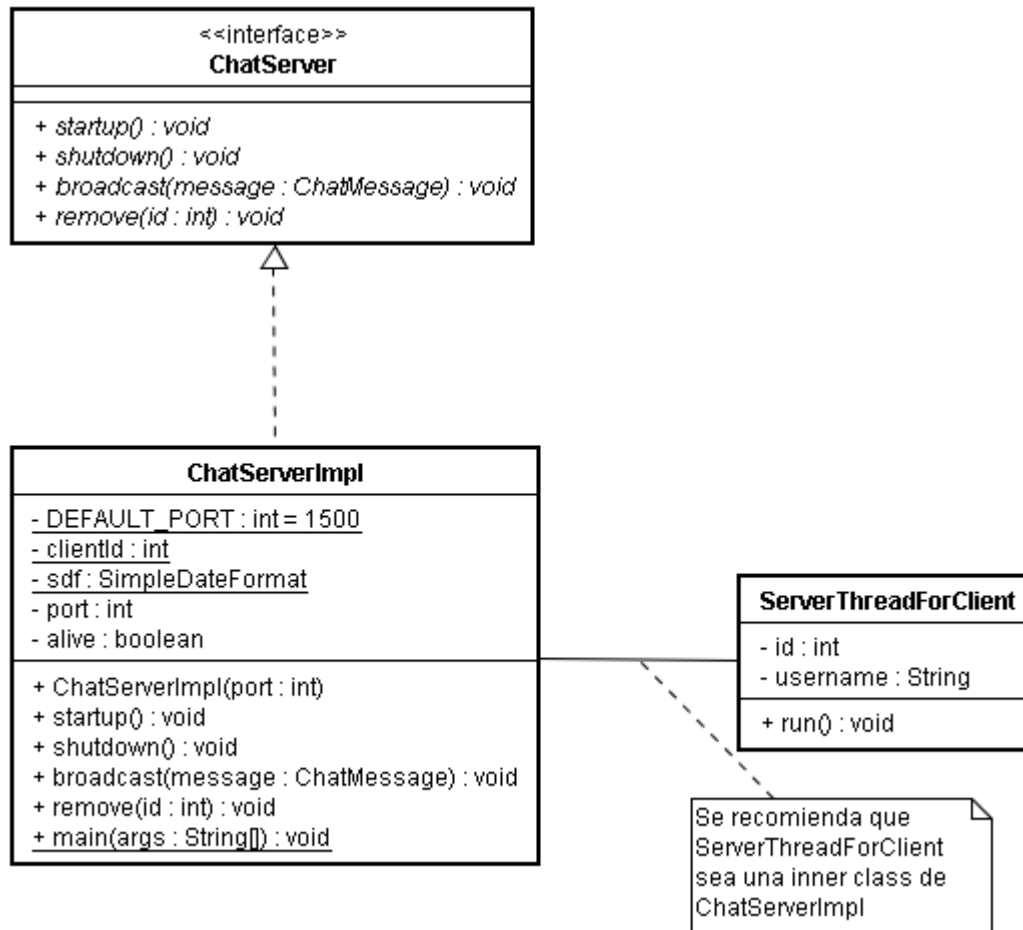 <<interface>>
ChatServer
+ startup() : void
+ shutdown() : void
+ broadcast(message : ChatMessage) : void
+ remove(id : int) : void
ChatServerImpl
- DEFAULT_PORT : int = 1500
- clientId : int
- sdf : SimpleDateFormat
- port : int
- alive : boolean
+ ChatServerImpl(port : int)
+ startup() : void
+ shutdown() : void
+ broadcast(message : ChatMessage) : void
+ remove(id : int) : void
+ main(args : String[]) : void
ServerThreadForClient
- id : int
- username : String
+ run() : void
Se recomienda que
ServerThreadForClient
sea una inner class de
ChatServerImpl